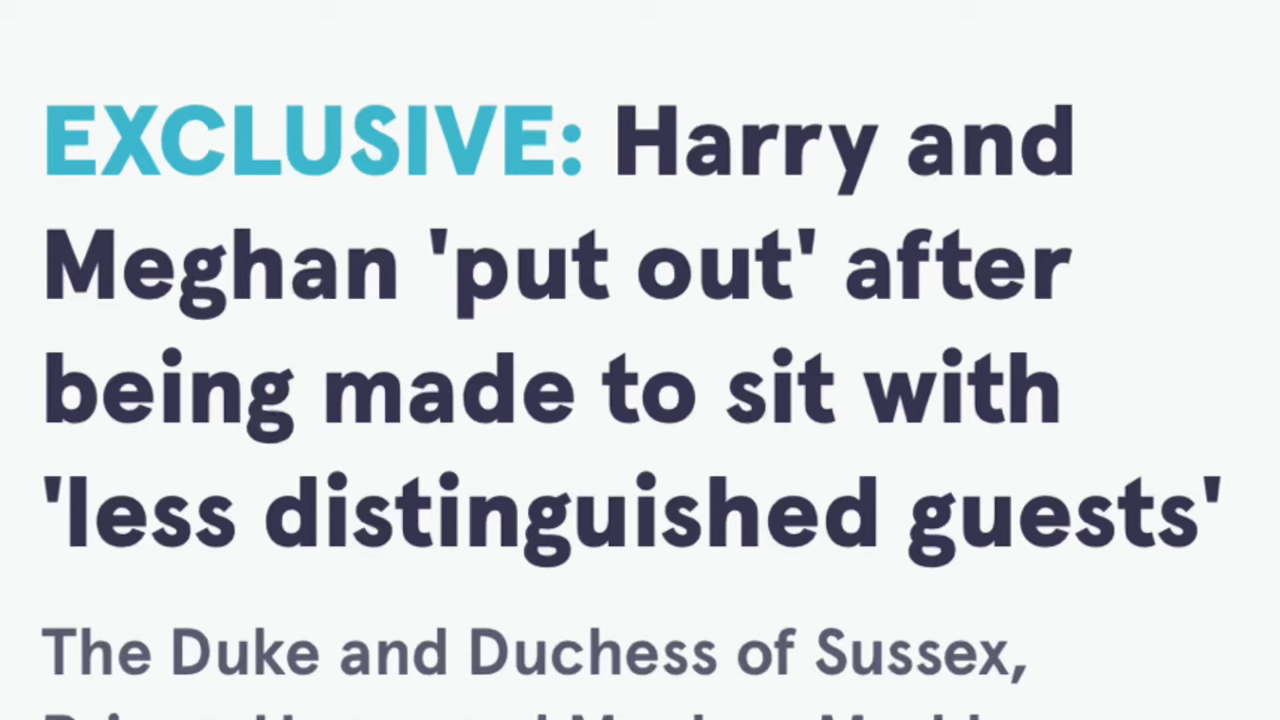 EXCLUSIVE: Harry and
Meghan 'put out' after
being made to sit with
'less distinguished guests'
The Duke and Duchess of Sussex,